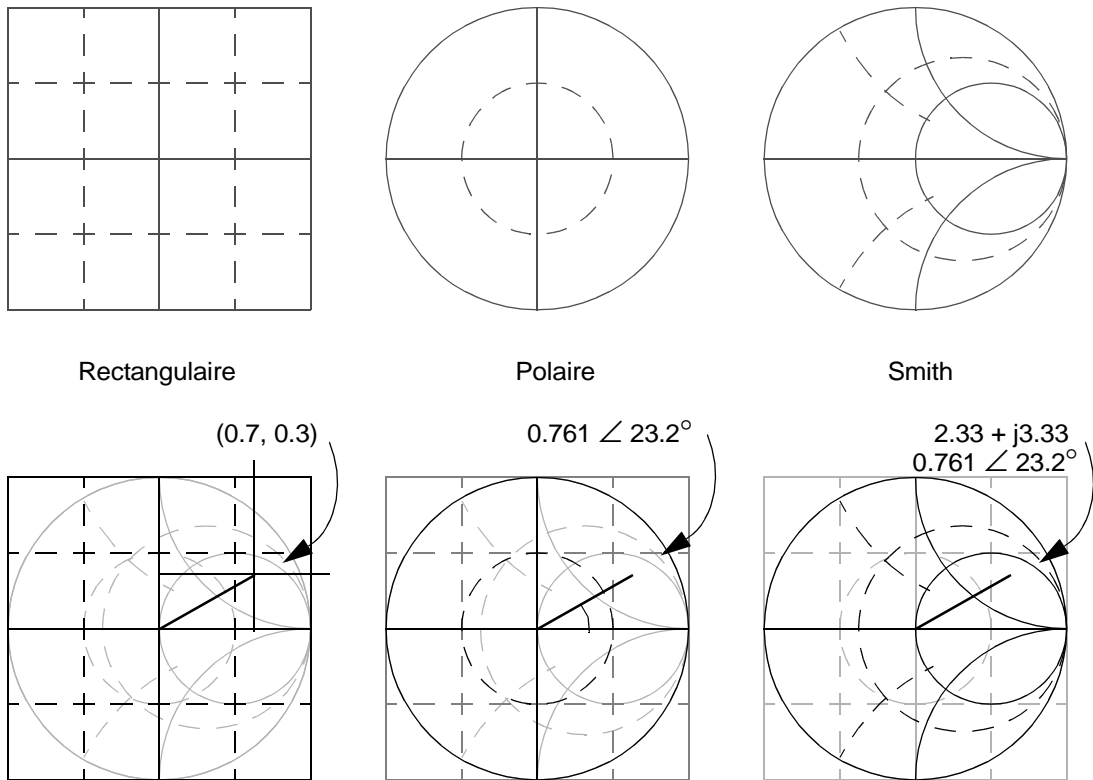 Rectangulaire
Polaire
Smith
(0.7, 0.3)
0.761 ∠ 23.2°
2.33 + j3.33
0.761 ∠ 23.2°